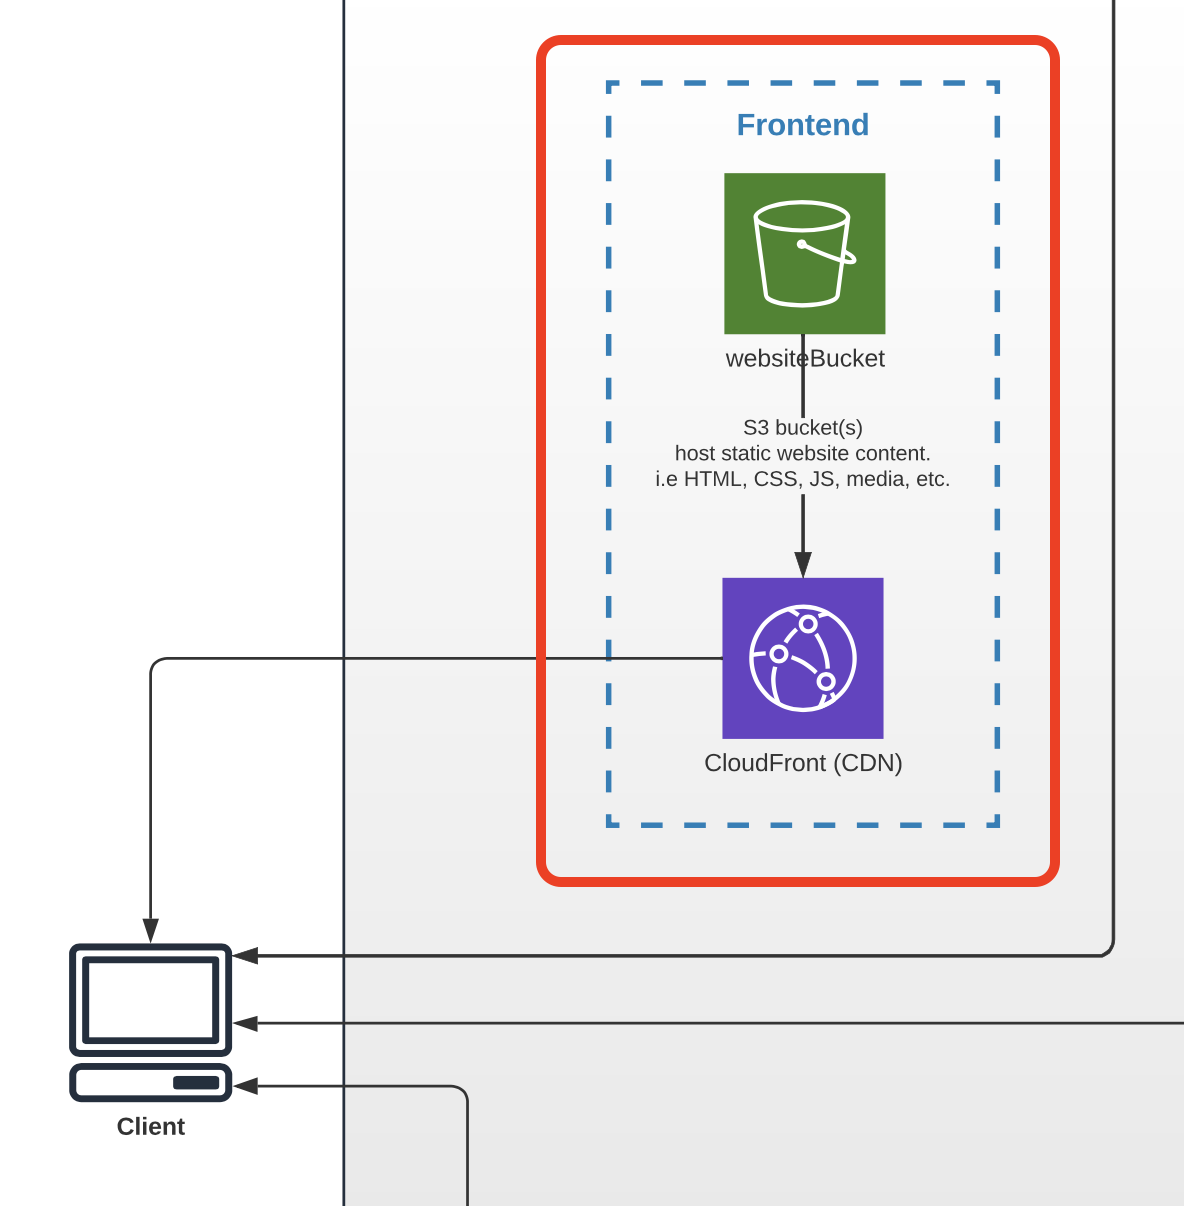 Frontend
websiteBucket
S3 bucket(s)
host static website content.
i.e HTML, CSS, JS, media, etc.
CloudFront (CDN)
Client